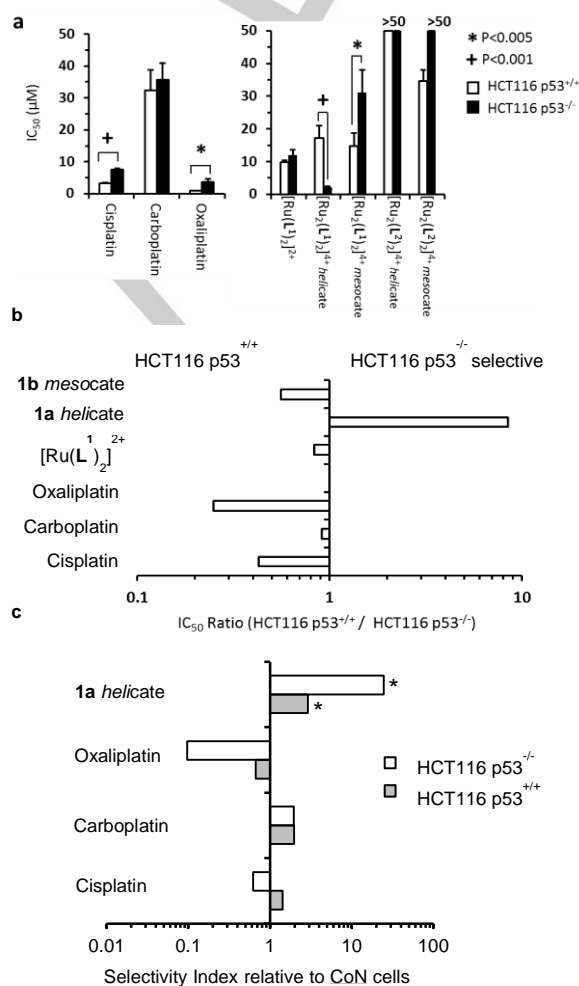 a
IC50 (µM)
50
40
30
20
10
0
+
*
Cisplatin
Carboplatin
Oxaliplatin
50
40
30
20
10
0
+
*
>50
>50
[Ru(L1)2]2+
[Ru2(L1)2]4+ helicate
[Ru2(L1)2]4+ mesocate
[Ru2(L2)2]4+ helicate
[Ru2(L2)2]4+ mesocate
* P<0.005
+ P<0.001
HCT116 p53+/+
HCT116 p53-/-
b
HCT116 p53+/+
HCT116 p53-/- selective
1b mesocate
1a helicate
[Ru(L1)2]2+
Oxaliplatin
Carboplatin
Cisplatin
0.1 1 10
IC50 Ratio (HCT116 p53+/+ / HCT116 p53-/-)
c
1a helicate
*
*
Oxaliplatin
Carboplatin
Cisplatin
HCT116 p53-/-
HCT116 p53+/+
0.01 0.1 1 10 100
Selectivity Index relative to CoN cells